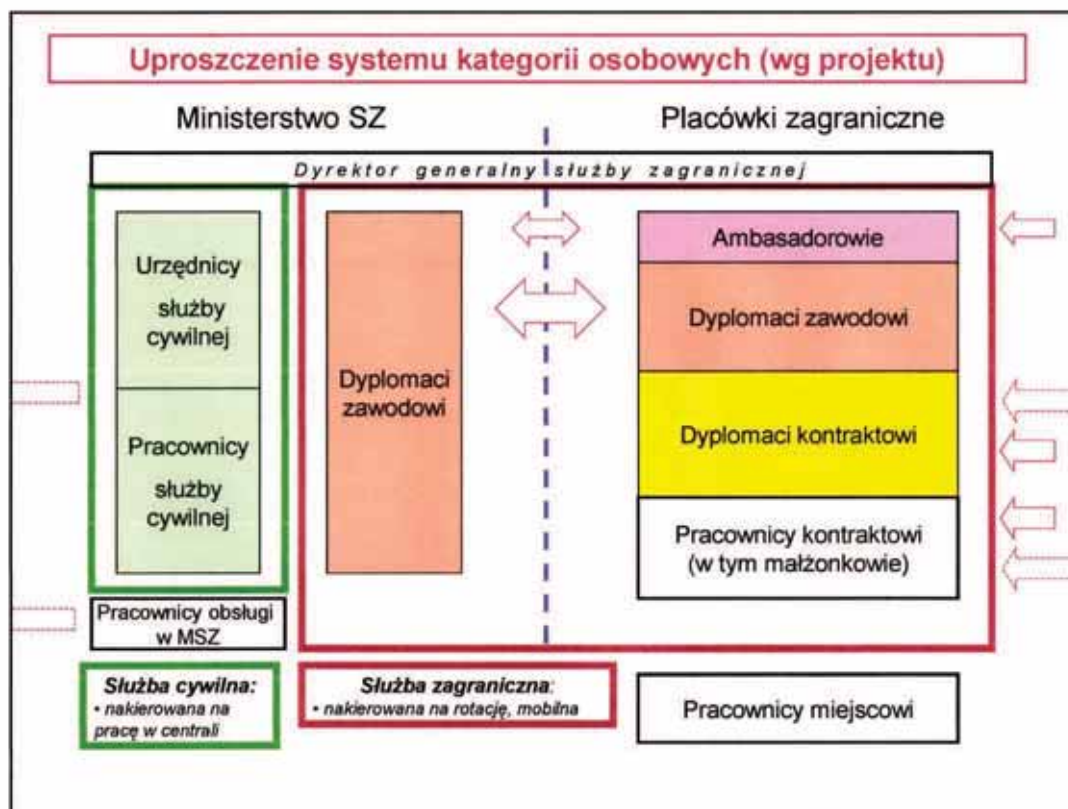 Uproszczenie systemu kategorii osobowych (wg projektu)
Ministerstwo SZ
Placówki zagraniczne
Dyrektor generalny służby zagranicznej
Urzędnicy
służby
cywilnej
Pracownicy
służby
cywilnej
Pracownicy obsługi
w MSZ
Służba cywilna:
• nakierowana na
pracę w centrali
Dyplomaci
zawodowi
Służba zagraniczna:
• nakierowana na rotację, mobilna
Ambasadorowie
Dyplomaci zawodowi
Dyplomaci kontraktowi
Pracownicy kontraktowi
(w tym małżonkowie)
Pracownicy miejscowi